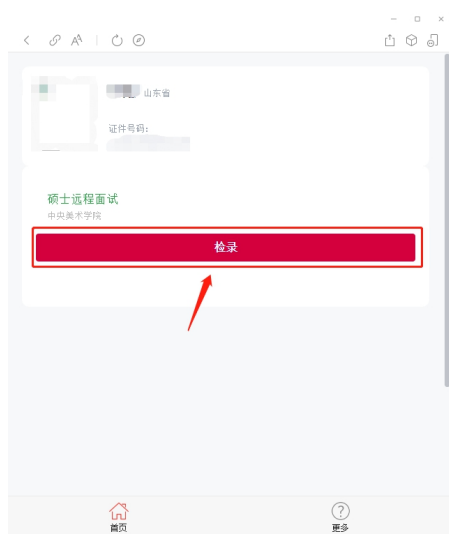 山东省
证件号码：
硕士远程面试
中央美术学院
检录
首页
更多